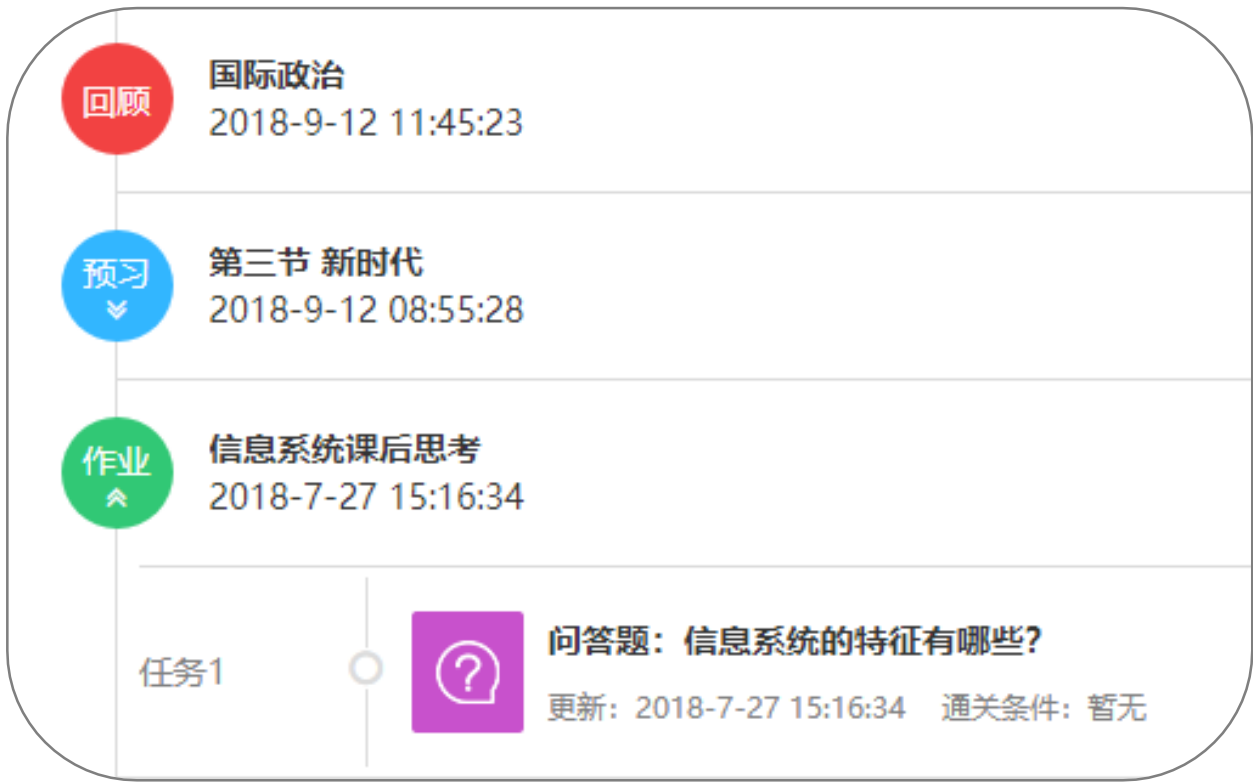 回顾
国际政治
2018-9-12 11:45:23
预习
第三节 新时代
2018-9-12 08:55:28
作业
信息系统课后思考
2018-7-27 15:16:34
任务1
问答题：信息系统的特征有哪些？
更新：2018-7-27 15:16:34 通关条件：暂无